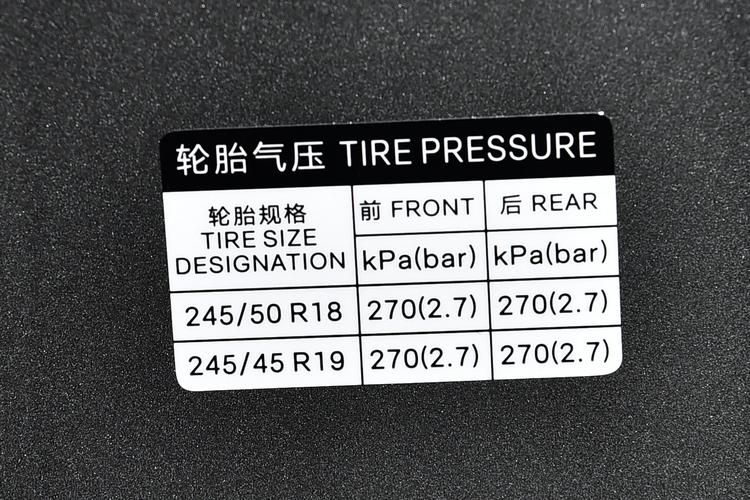 轮胎气压 TIRE PRESSURE
轮胎规格
TIRE SIZE
DESIGNATION
前 FRONT 后 REAR
kPa(bar) kPa(bar)
245/50 R18 270(2.7) 270(2.7)
245/45 R19 270(2.7) 270(2.7)